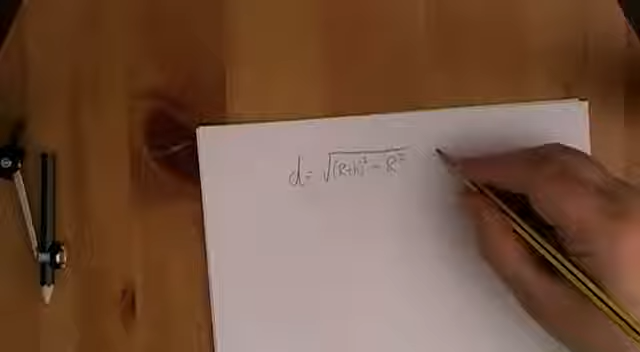 d = √(R+h)² - R²